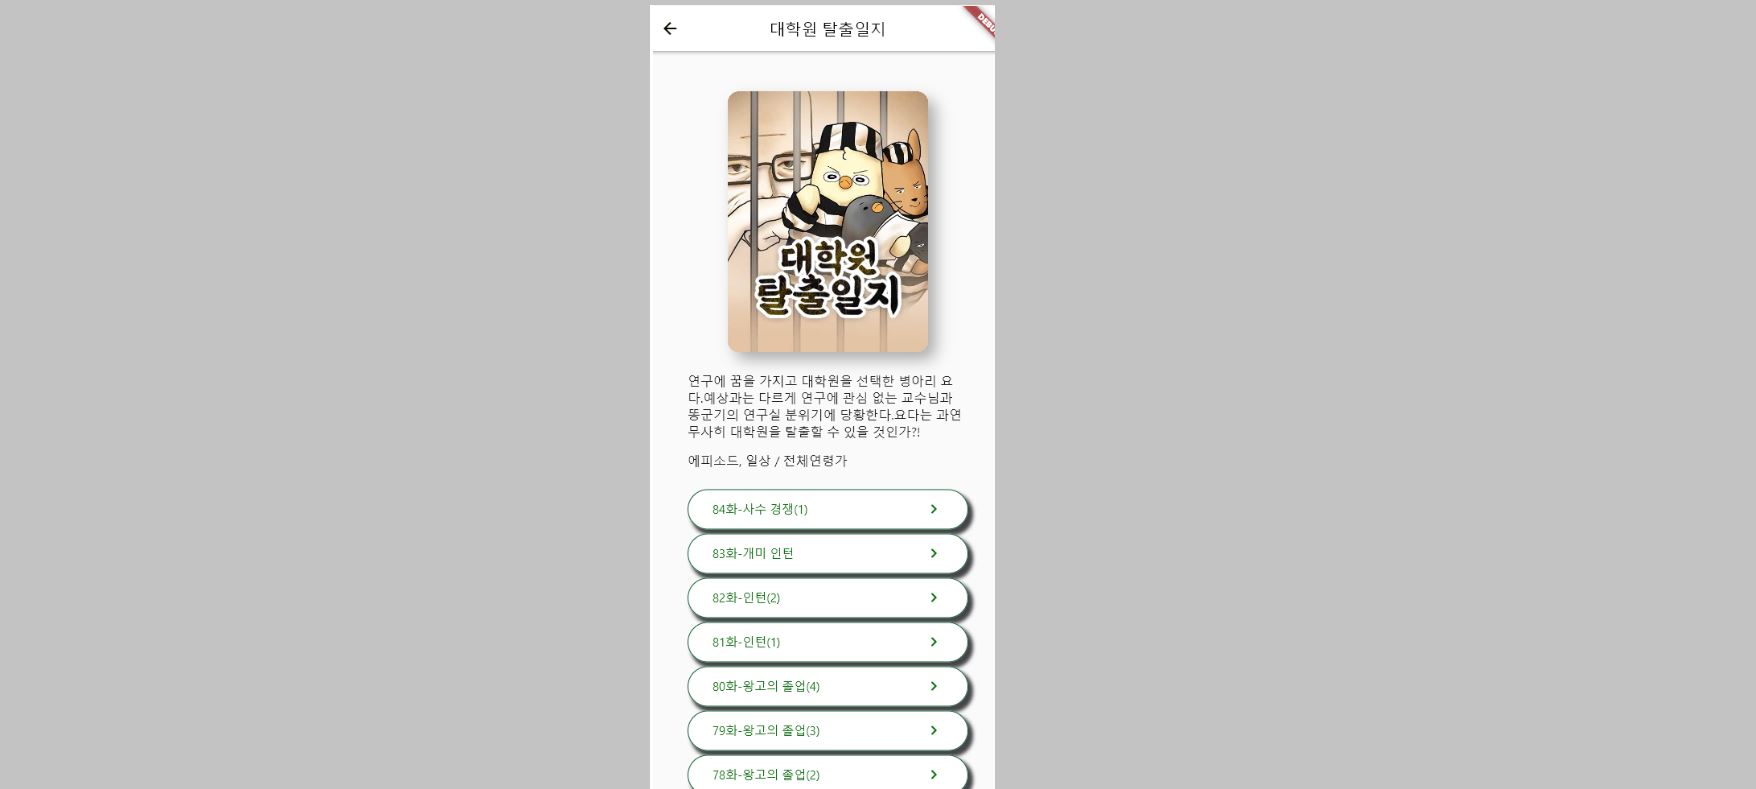 대학원 탈출일지
DEBU
대학원
탈출일지
연구에 꿈을 가지고 대학원을 선택한 병아리 요
다.예상과는 다르게 연구에 관심 없는 교수님과
똥군기의 연구실 분위기에 당황한다.요다는 과연
무사히 대학원을 탈출할 수 있을 것인가?!
에피소드, 일상 / 전체연령가
84화-사수 경쟁(1)
83화-개미 인턴
82화-인턴(2)
81화-인턴(1)
80화-왕고의 졸업(4)
79화-왕고의 졸업(3)
78화-왕고의 졸업(2)